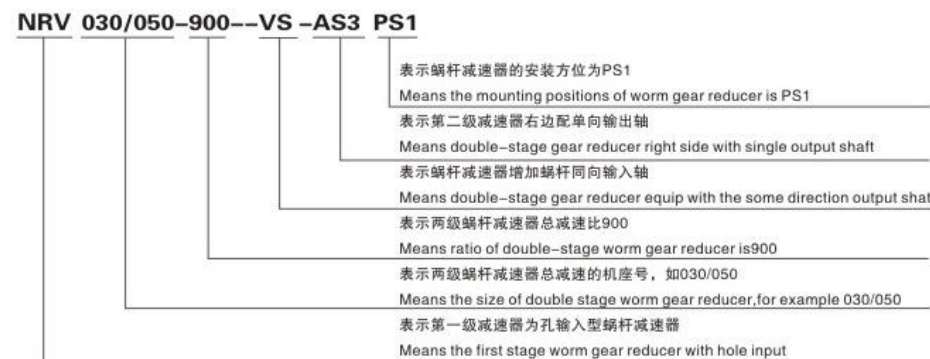 NRV 030/050-900--VS-AS3 PS1
表示蜗杆减速器的安装方位为PS1
Means the mounting positions of worm gear reducer is PS1
表示第二级减速器右边配单向输出轴
Means double-stage gear reducer right side with single output shaft
表示蜗杆减速器增加蜗杆同向输入轴
Means double-stage gear reducer equip with the some direction output shat
表示两级蜗杆减速器总减速比900
Means ratio of double-stage worm gear reducer is900
表示两级蜗杆减速器总减速的机座号，如030/050
Means the size of double stage worm gear reducer,for example 030/050
表示第一级减速器为孔输入型蜗杆减速器
Means the first stage worm gear reducer with hole input